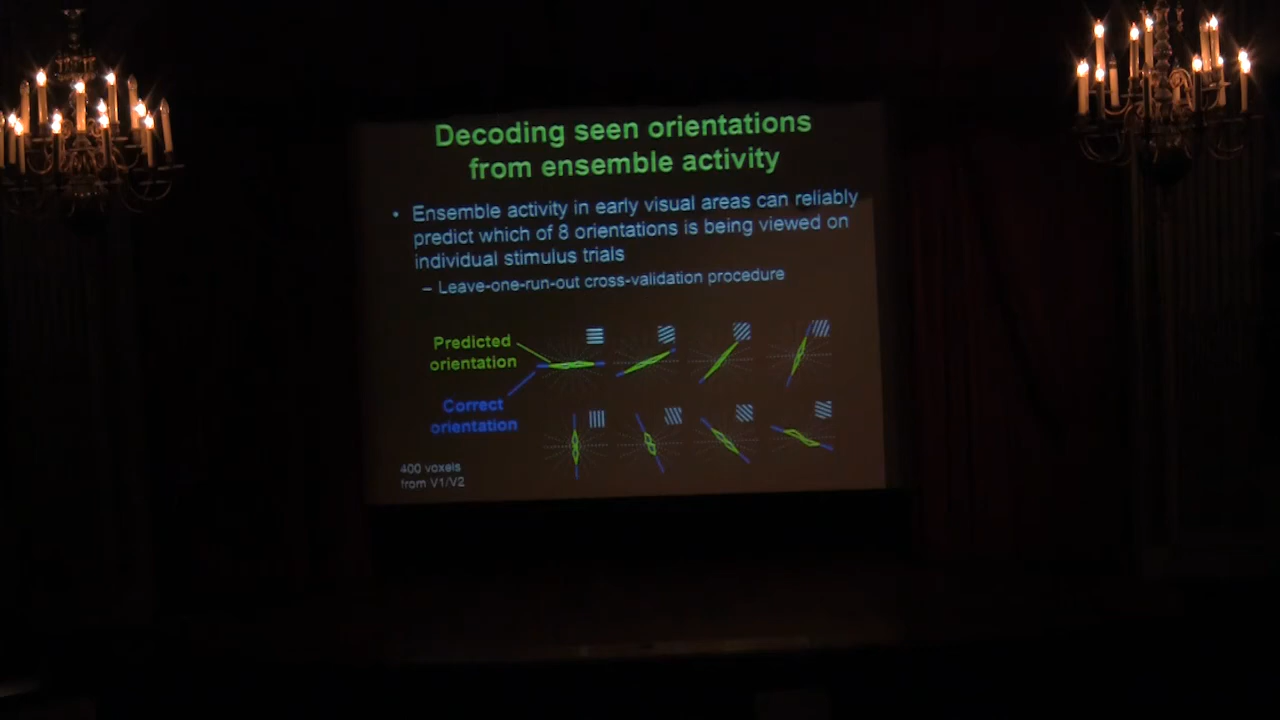 Decoding seen orientations
from ensemble activity
• Ensemble activity in early visual areas can reliably
predict which of 8 orientations is being viewed on
individual stimulus trials
– Leave-one-run-out cross-validation procedure
Predicted
orientation
Correct
orientation
400 voxels
from V1/V2